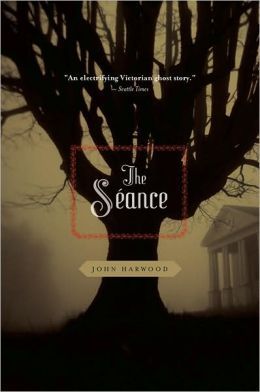 "An electrifying Victorian ghost story."
— Seattle Times
The
Séance
JOHN HARWOOD